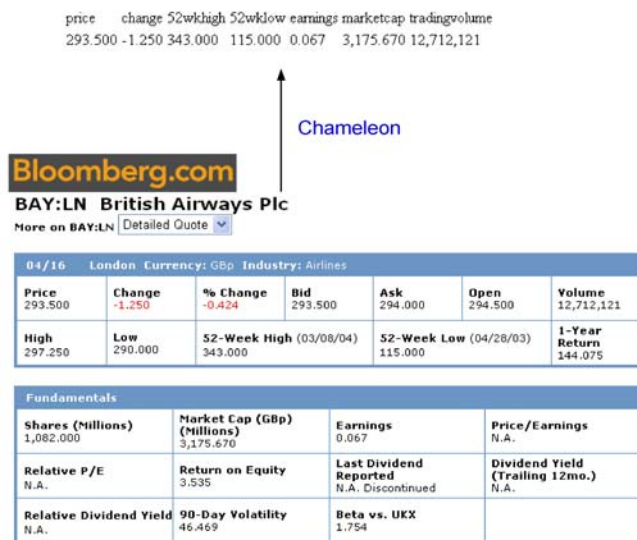 price change 52wkhigh 52wklow earnings marketcap tradingvolume
293.500 -1.250 343.000 115.000 0.067 3,175.670 12,712,121
Chameleon
Bloomberg.com
BAY:LN British Airways Plc
More on BAY:LN Detailed Quote
04/16 London Currency: GBp Industry: Airlines
Price Change % Change Bid Ask Open Volume
293.500 -1.250 -0.424 293.500 294.000 294.500 12,712,121
High Low 52-Week High (03/08/04) 52-Week Low (04/28/03) 1-Year
Return
297.250 290.000 343.000 115.000 144.075
Fundamentals
Shares (Millions) Market Cap (GBp)
(Millions) Earnings Price/Earnings
1,082.000 3,175.670 0.067 N.A.
Relative P/E Return on Equity Last Dividend
Reported Dividend Yield
(Trailing 12mo.)
N.A. 3.535 N.A. Discontinued N.A.
Relative Dividend Yield 90-Day Volatility Beta vs. UKX
N.A. 46.469 1.754